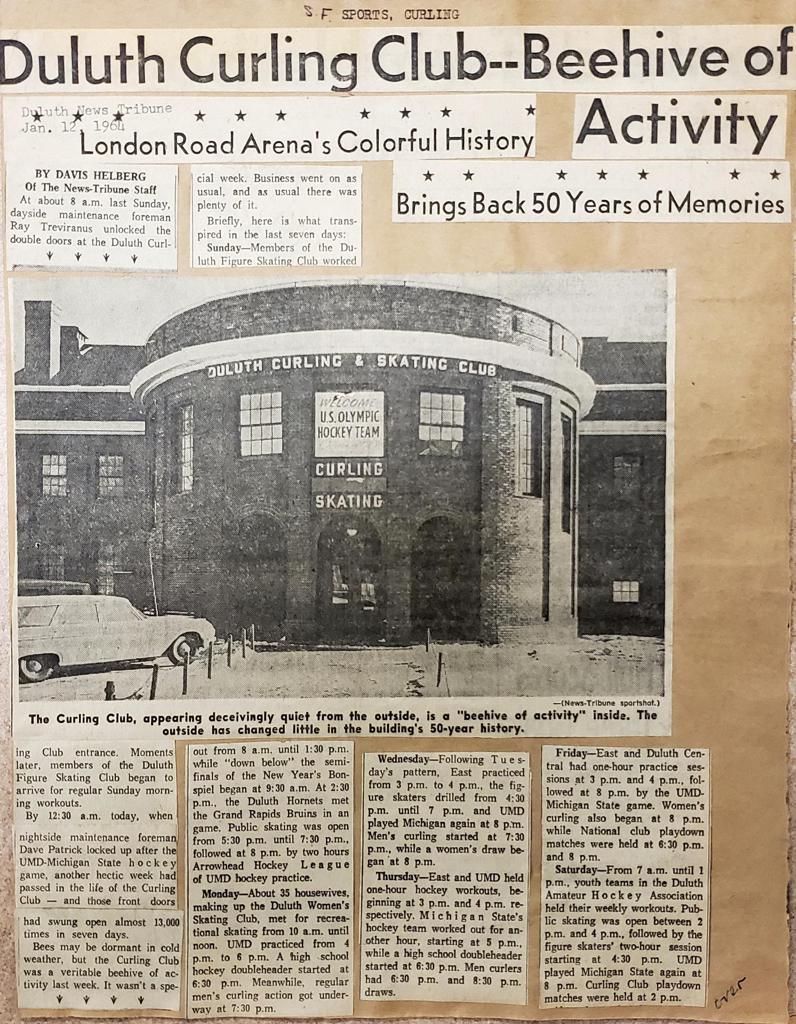 S F SPORTS, CURLING
Duluth Curling Club--Beehive of
Activity
Duluth News Tribune
Jan. 12, 1964
London Road Arena's Colorful History
Brings Back 50 Years of Memories
BY DAVIS HELBERG
Of The News-Tribune Staff
At about 8 a.m. last Sunday,
dayside maintenance foreman
Ray Treviranus unlocked the
double doors at the Duluth Curl-
cial week. Business went on as
usual, and as usual there was
plenty of it.
Briefly, here is what trans-
pired in the last seven days:
Sunday—Members of the Du-
luth Figure Skating Club worked
DULUTH CURLING & SKATING CLUB
WELCOME
U.S. OLYMPIC
HOCKEY TEAM
CURLING
SKATING
—(News-Tribune sportshot.)
The Curling Club, appearing deceivingly quiet from the outside, is a "beehive of activity" inside. The
outside has changed little in the building's 50-year history.
ing Club entrance. Moments
later, members of the Duluth
Figure Skating Club began to
arrive for regular Sunday morn-
ing workouts.
By 12:30 a.m. today, when
nightside maintenance foreman
Dave Patrick locked up after the
UMD-Michigan State hockey
game, another hectic week had
passed in the life of the Curling
Club — and those front doors
had swung open almost 13,000
times in seven days.
Bees may be dormant in cold
weather, but the Curling Club
was a veritable beehive of ac-
tivity last week. It wasn't a spe-
out from 8 a.m. until 1:30 p.m.
while "down below" the semi-
finals of the New Year's Bon-
spiel began at 9:30 a.m. At 2:30
p.m., the Duluth Hornets met
the Grand Rapids Bruins in an
game. Public skating was open
from 5:30 p.m. until 7:30 p.m.,
followed at 8 p.m. by two hours
Arrowhead Hockey League
of UMD hockey practice.
Monday—About 35 housewives,
making up the Duluth Women's
Skating Club, met for recrea-
tional skating from 10 a.m. until
noon. UMD practiced from 4
p.m. to 6 p.m. A high school
hockey doubleheader started at
6:30 p.m. Meanwhile, regular
men's curling action got under-
way at 7:30 p.m.
Wednesday—Following Tues-
day's pattern, East practiced
from 3 p.m. to 4 p.m., the fig-
ure skaters drilled from 4:30
p.m. until 7 p.m. and UMD
played Michigan again at 8 p.m.
Men's curling started at 7:30
p.m., while a women's draw be-
gan at 8 p.m.
Thursday—East and UMD held
one-hour hockey workouts, be-
ginning at 3 p.m. and 4 p.m. re-
spectively. Michigan State's
hockey team worked out for an-
other hour, starting at 5 p.m.,
while a high school doubleheader
started at 6:30 p.m. Men curlers
had 6:30 p.m. and 8:30 p.m.
draws.
Friday—East and Duluth Cen-
tral had one-hour practice ses-
sions at 3 p.m. and 4 p.m., fol-
lowed at 8 p.m. by the UMD-
Michigan State game. Women's
curling also began at 8 p.m.
while National club playdown
matches were held at 6:30 p.m.
and 8 p.m.
Saturday—From 7 a.m. until 1
p.m., youth teams in the Duluth
Amateur Hockey Association
held their weekly workouts. Pub-
lic skating was open between 2
p.m. and 4 p.m., followed by the
figure skaters' two-hour session
starting at 4:30 p.m. UMD
played Michigan State again at
8 p.m. Curling Club playdown
matches were held at 2 p.m.
over